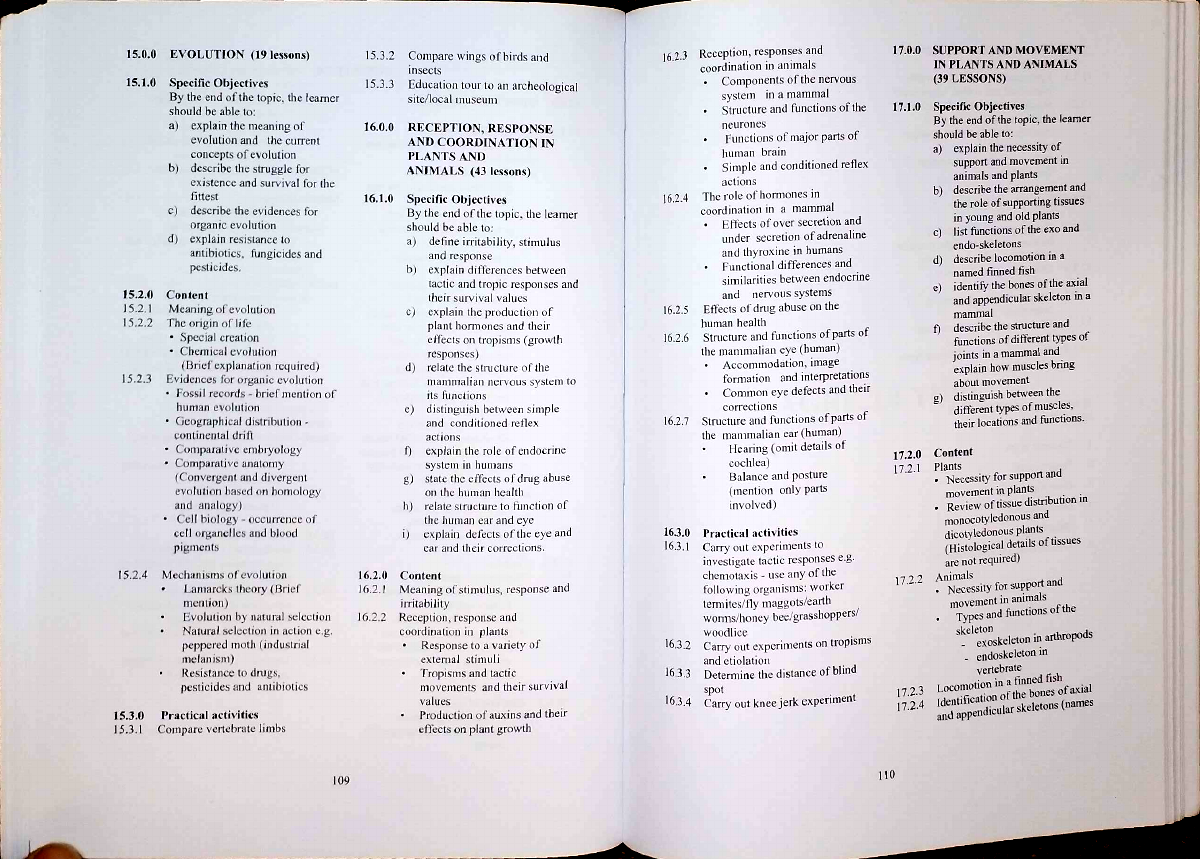 15.0.0 EVOLUTION (19 lessons)
15.1.0 Specific Objectives
By the end of the topic, the learner
should be able to:
a) explain the meaning of
evolution and the current
concepts of evolution
b) describe the struggle for
existence and survival for the
fittest
c) describe the evidences for
organic evolution
d) explain resistance to
antibiotics, fungicides and
pesticides.
15.2.0 Content
15.2.1 Meaning of evolution
15.2.2 The origin of life
• Special creation
• Chemical evolution
(Brief explanation required)
15.2.3 Evidences for organic evolution
• Fossil records - brief mention of
human evolution
• Geographical distribution -
continental drift
• Comparative embryology
• Comparative anatomy
(Convergent and divergent
evolution based on homology
and analogy)
• Cell biology - occurrence of
cell organelles and blood
pigments
15.2.4 Mechanisms of evolution
• Lamarcks theory (Brief
mention)
• Evolution by natural selection
• Natural selection in action e.g.
peppered moth (industrial
melanism)
• Resistance to drugs,
pesticides and antibiotics
15.3.0 Practical activities
15.3.1 Compare vertebrate limbs
15.3.2 Compare wings of birds and
insects
15.3.3 Education tour to an archeological
site/local museum
16.0.0 RECEPTION, RESPONSE
AND COORDINATION IN
PLANTS AND
ANIMALS (43 lessons)
16.1.0 Specific Objectives
By the end of the topic, the learner
should be able to:
a) define irritability, stimulus
and response
b) explain differences between
tactic and tropic responses and
their survival values
c) explain the production of
plant hormones and their
effects on tropisms (growth
responses)
d) relate the structure of the
mammalian nervous system to
its functions
e) distinguish between simple
and conditioned reflex
actions
f) explain the role of endocrine
system in humans
g) state the effects of drug abuse
on the human health
h) relate structure to function of
the human ear and eye
i) explain defects of the eye and
ear and their corrections.
16.2.0 Content
16.2.1 Meaning of stimulus, response and
irritability
16.2.2 Reception, response and
coordination in plants
• Response to a variety of
external stimuli
• Tropisms and tactic
movements and their survival
values
• Production of auxins and their
effects on plant growth
109
16.2.3 Reception, responses and
coordination in animals
• Components of the nervous
system in a mammal
• Structure and functions of the
neurones
• Functions of major parts of
human brain
• Simple and conditioned reflex
actions
16.2.4 The role of hormones in
coordination in a mammal
• Effects of over secretion and
under secretion of adrenaline
and thyroxine in humans
• Functional differences and
similarities between endocrine
and nervous systems
16.2.5 Effects of drug abuse on the
human health
16.2.6 Structure and functions of parts of
the mammalian eye (human)
• Accommodation, image
formation and interpretations
• Common eye defects and their
corrections
16.2.7 Structure and functions of parts of
the mammalian ear (human)
• Hearing (omit details of
cochlea)
• Balance and posture
(mention only parts
involved)
16.3.0 Practical activities
16.3.1 Carry out experiments to
investigate tactic responses e.g.
chemotaxis - use any of the
following organisms: worker
termites/fly maggots/earth
worms/honey bee/grasshoppers/
woodlice
16.3.2 Carry out experiments on tropisms
and etiolation
16.3.3 Determine the distance of blind
spot
16.3.4 Carry out knee jerk experiment
17.0.0 SUPPORT AND MOVEMENT
IN PLANTS AND ANIMALS
(39 LESSONS)
17.1.0 Specific Objectives
By the end of the topic, the learner
should be able to:
a) explain the necessity of
support and movement in
animals and plants
b) describe the arrangement and
the role of supporting tissues
in young and old plants
c) list functions of the exo and
endo-skeletons
d) describe locomotion in a
named finned fish
e) identify the bones of the axial
and appendicular skeleton in a
mammal
f) describe the structure and
functions of different types of
joints in a mammal and
explain how muscles bring
about movement
g) distinguish between the
different types of muscles,
their locations and functions.
17.2.0 Content
17.2.1 Plants
• Necessity for support and
movement in plants
• Review of tissue distribution in
monocotyledonous and
dicotyledonous plants
(Histological details of tissues
are not required)
17.2.2 Animals
• Necessity for support and
movement in animals
• Types and functions of the
skeleton
- exoskeleton in arthropods
- endoskeleton in
vertebrate
17.2.3 Locomotion in a finned fish
17.2.4 Identification of the bones of axial
and appendicular skeletons (names
110